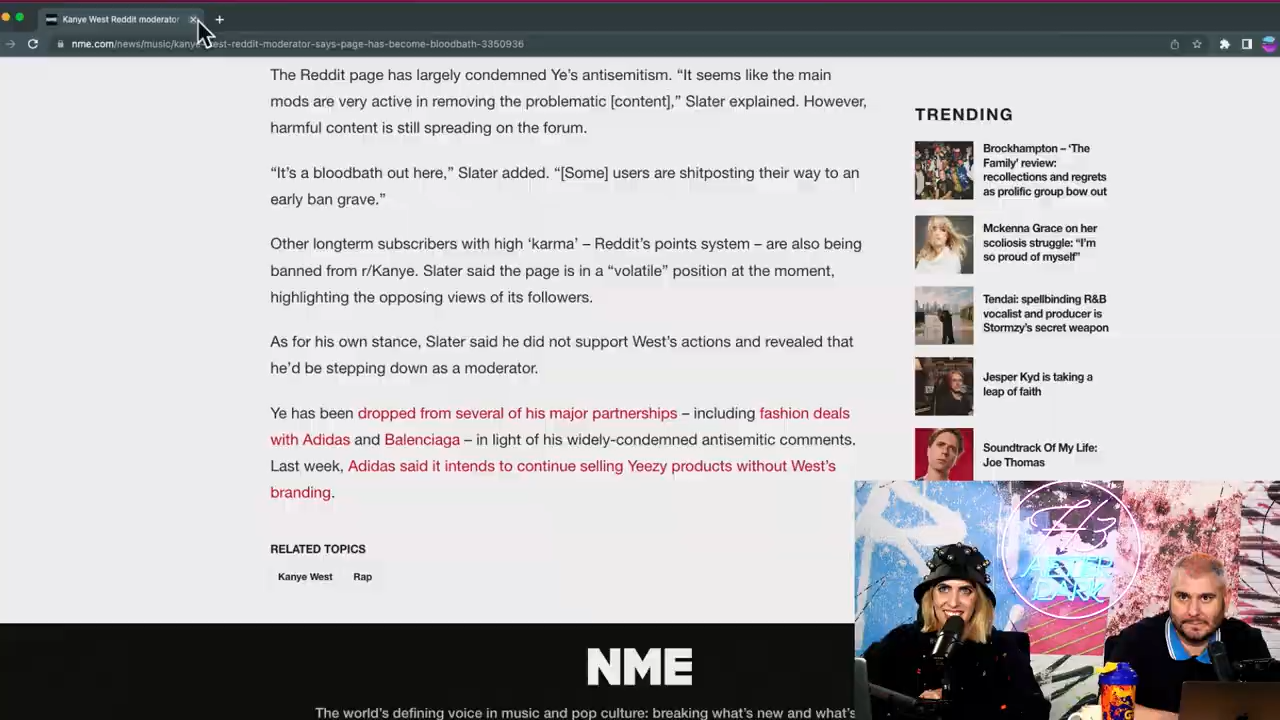 Kanye West Reddit moderator
nme.com/news/music/kanye-west-reddit-moderator-says-page-has-become-bloodbath-3350936
The Reddit page has largely condemned Ye’s antisemitism. “It seems like the main
mods are very active in removing the problematic [content],” Slater explained. However,
harmful content is still spreading on the forum.
“It’s a bloodbath out here,” Slater added. “[Some] users are shitposting their way to an
early ban grave.”
Other longterm subscribers with high ‘karma’ – Reddit’s points system – are also being
banned from r/Kanye. Slater said the page is in a “volatile” position at the moment,
highlighting the opposing views of its followers.
As for his own stance, Slater said he did not support West’s actions and revealed that
he’d be stepping down as a moderator.
Ye has been dropped from several of his major partnerships – including fashion deals
with Adidas and Balenciaga – in light of his widely-condemned antisemitic comments.
Last week, Adidas said it intends to continue selling Yeezy products without West’s
branding.
RELATED TOPICS
Kanye West Rap
TRENDING
Brockhampton – ‘The
Family’ review:
recollections and regrets
as prolific group bow out
Mckenna Grace on her
scoliosis struggle: “I’m
so proud of myself”
Tendai: spellbinding R&B
vocalist and producer is
Stormzy’s secret weapon
Jesper Kyd is taking a
leap of faith
Soundtrack Of My Life:
Joe Thomas
H3
AFTER
DARK
NME
The world’s defining voice in music and pop culture: breaking what’s new and what’s